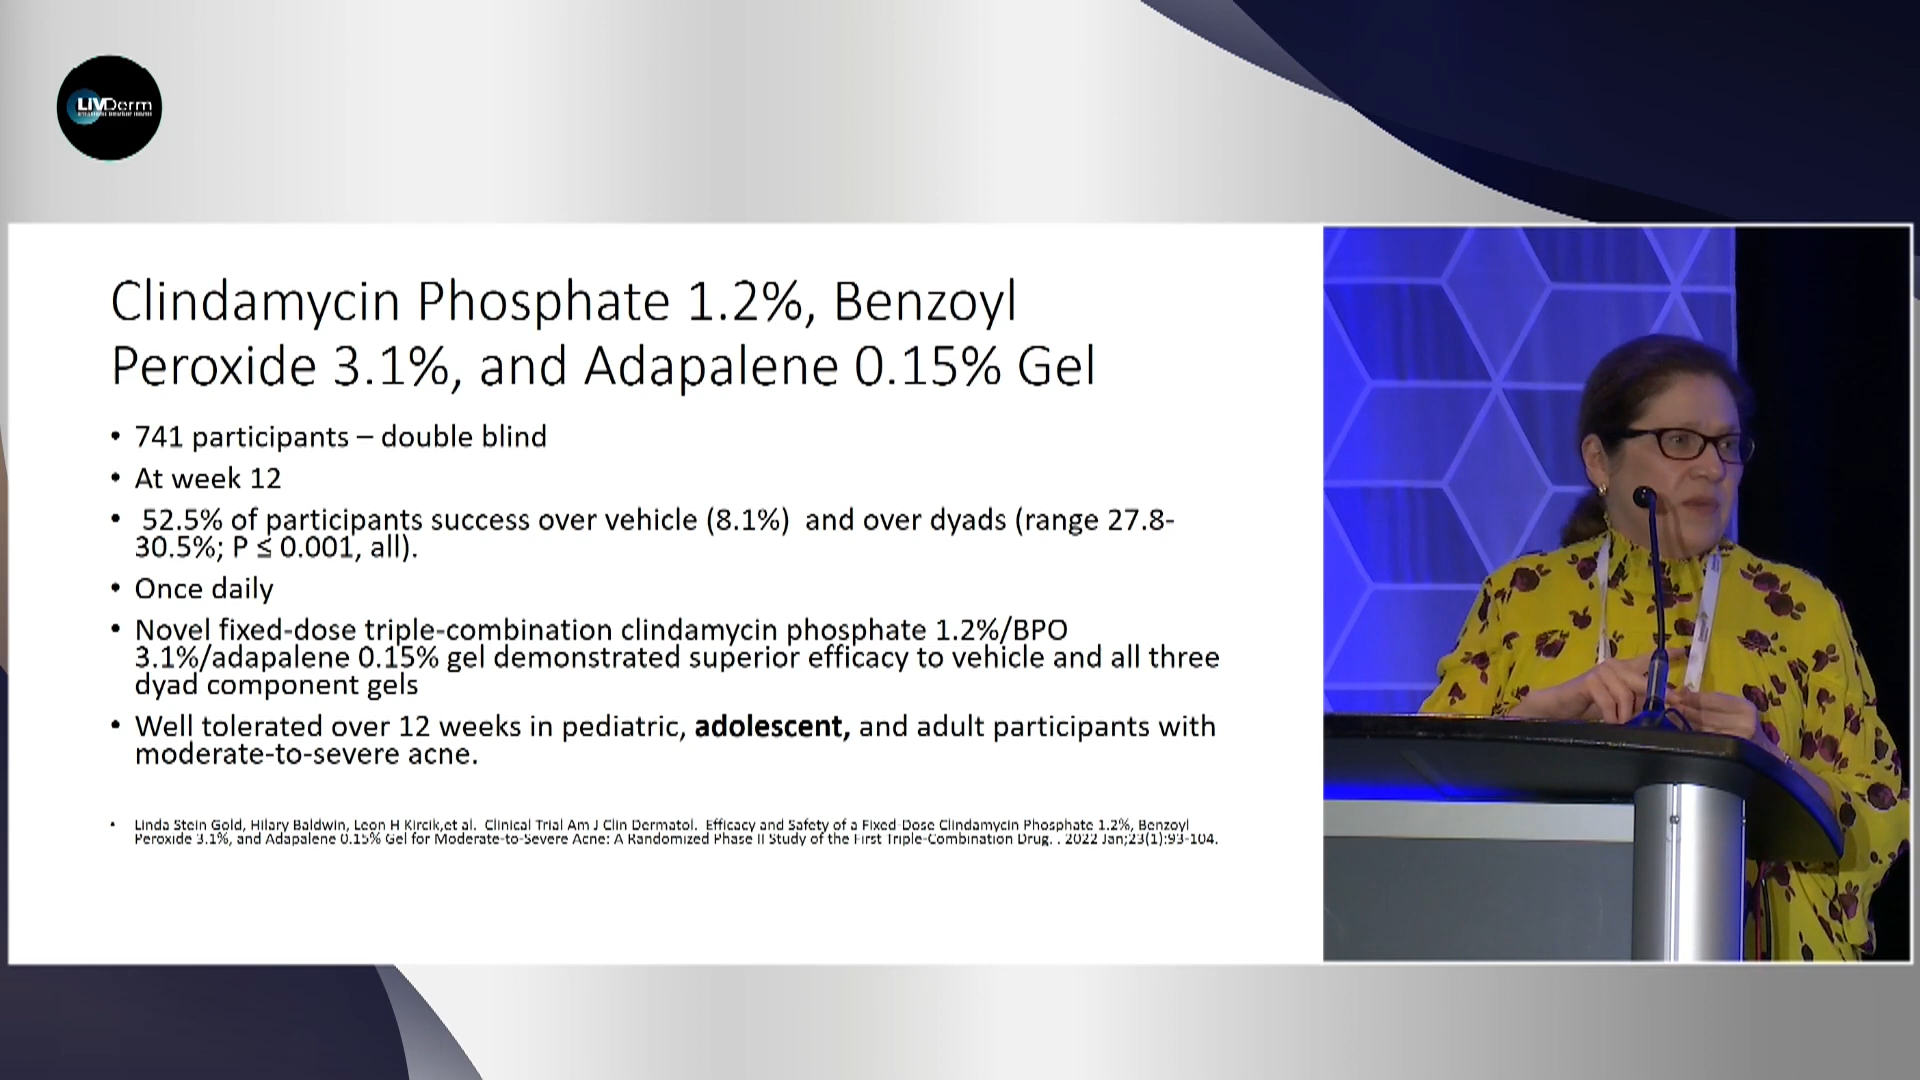 LIVDerm
Clindamycin Phosphate 1.2%, Benzoyl
Peroxide 3.1%, and Adapalene 0.15% Gel
• 741 participants – double blind
• At week 12
• 52.5% of participants success over vehicle (8.1%) and over dyads (range 27.8-
30.5%; P ≤ 0.001, all).
• Once daily
• Novel fixed-dose triple-combination clindamycin phosphate 1.2%/BPO
3.1%/adapalene 0.15% gel demonstrated superior efficacy to vehicle and all three
dyad component gels
• Well tolerated over 12 weeks in pediatric, adolescent, and adult participants with
moderate-to-severe acne.
• Linda Stein Gold, Hilary Baldwin, Leon H Kircik,et al. Clinical Trial Am J Clin Dermatol. Efficacy and Safety of a Fixed-Dose Clindamycin Phosphate 1.2%, Benzoyl
Peroxide 3.1%, and Adapalene 0.15% Gel for Moderate-to-Severe Acne: A Randomized Phase II Study of the First Triple-Combination Drug. . 2022 Jan;23(1):93-104.